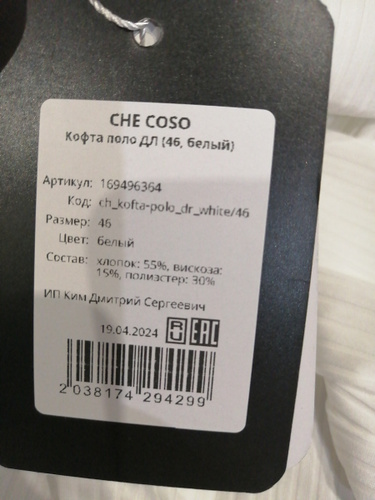 CHE COSO
Кофта поло ДЛ (46, белый)
Артикул: 169496364
Код: ch_kofta-polo_dr_white/46
Размер: 46
Цвет: белый
Состав: хлопок: 55%, вискоза:
15%, полиэстер: 30%
ИП Ким Дмитрий Сергеевич
19.04.2024 EAC
2 038174 294299